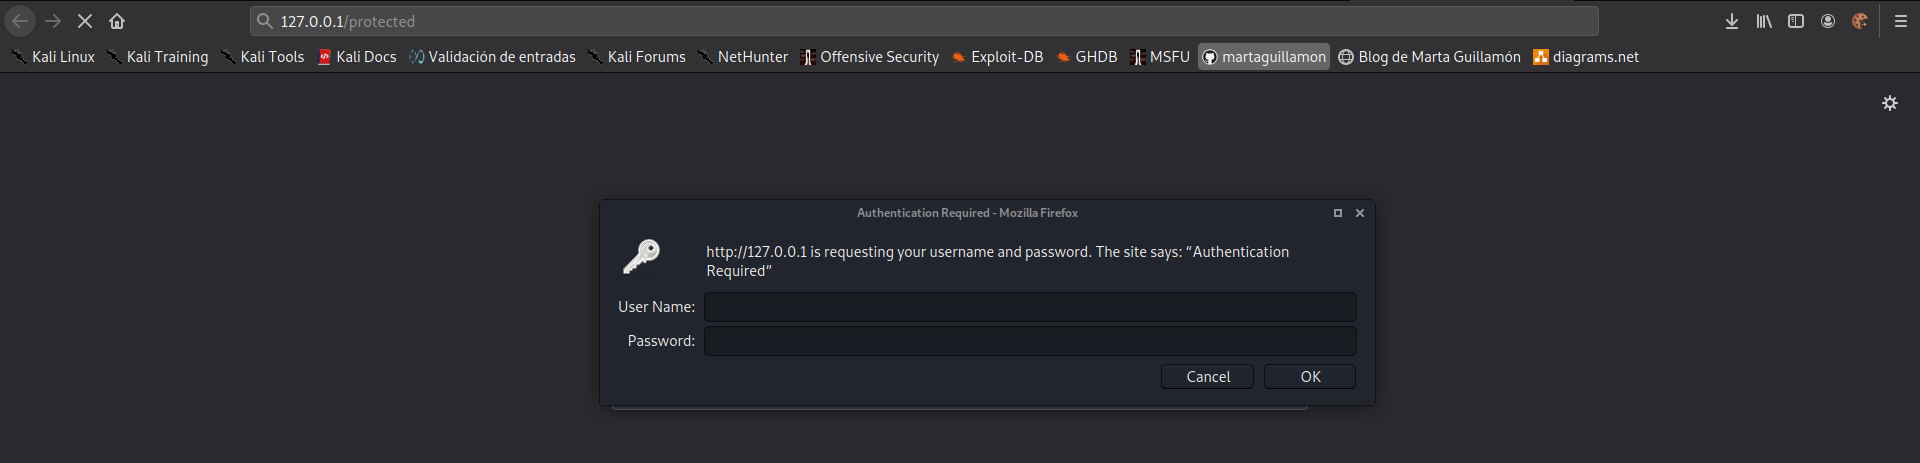 127.0.0.1/protected
Kali Linux Kali Training Kali Tools Kali Docs Validación de entradas Kali Forums NetHunter Offensive Security Exploit-DB GHDB MSFU martaguillamon Blog de Marta Guillamón diagrams.net
Authentication Required - Mozilla Firefox
http://127.0.0.1 is requesting your username and password. The site says: “Authentication
Required”
User Name:
Password:
Cancel OK